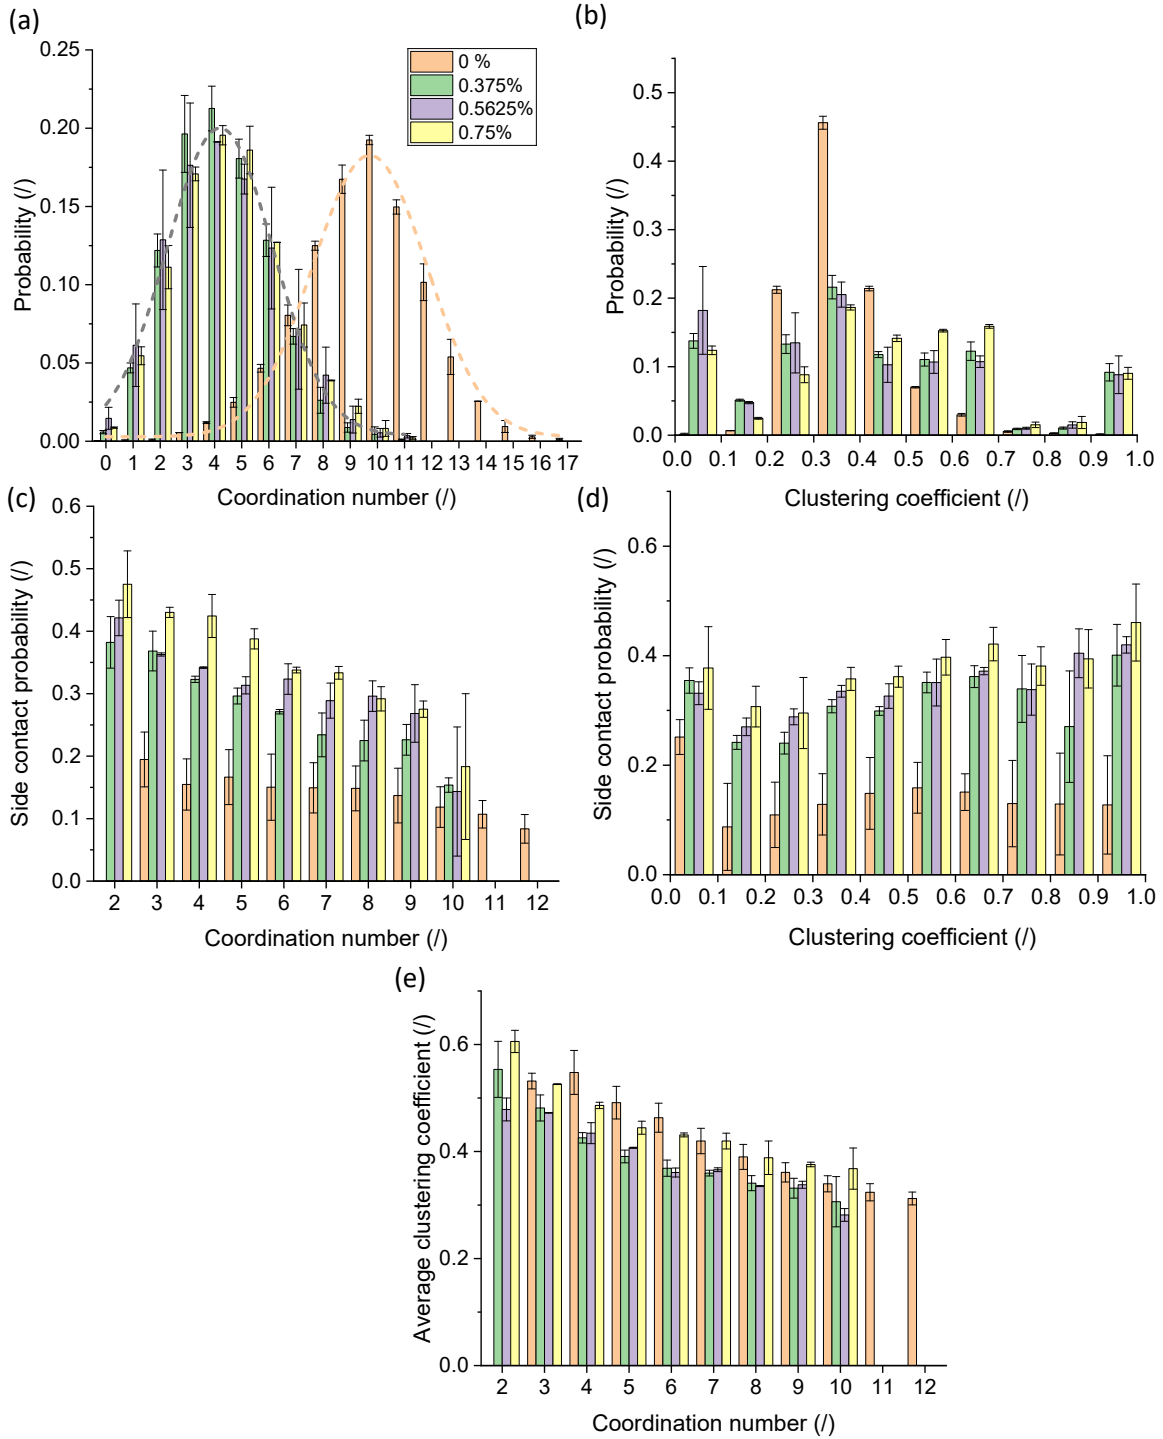 (a)
0.25
0.20
0.15
0.10
0.05
0.00
Probability (/)
0 %
0.375%
0.5625%
0.75%
0 1 2 3 4 5 6 7 8 9 10 11 12 13 14 15 16 17
Coordination number (/)
(b)
0.5
0.4
0.3
0.2
0.1
0.0
Probability (/)
0.0 0.1 0.2 0.3 0.4 0.5 0.6 0.7 0.8 0.9 1.0
Clustering coefficient (/)
(c)
0.6
0.5
0.4
0.3
0.2
0.1
0.0
Side contact probability (/)
2 3 4 5 6 7 8 9 10 11 12
Coordination number (/)
(d)
0.6
0.4
0.2
0.0
Side contact probability (/)
0.0 0.1 0.2 0.3 0.4 0.5 0.6 0.7 0.8 0.9 1.0
Clustering coefficient (/)
(e)
0.6
0.4
0.2
0.0
Average clustering coefficient (/)
2 3 4 5 6 7 8 9 10 11 12
Coordination number (/)